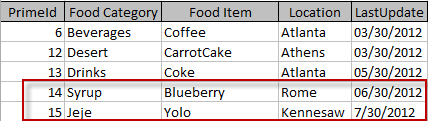 PrimeId Food Category Food Item Location LastUpdate
6 Beverages Coffee Atlanta 03/30/2012
12 Desert CarrotCake Athens 03/30/2012
13 Drinks Coke Atlanta 05/30/2012
14 Syrup Blueberry Rome 06/30/2012
15 Jeje Yolo Kennesaw 7/30/2012